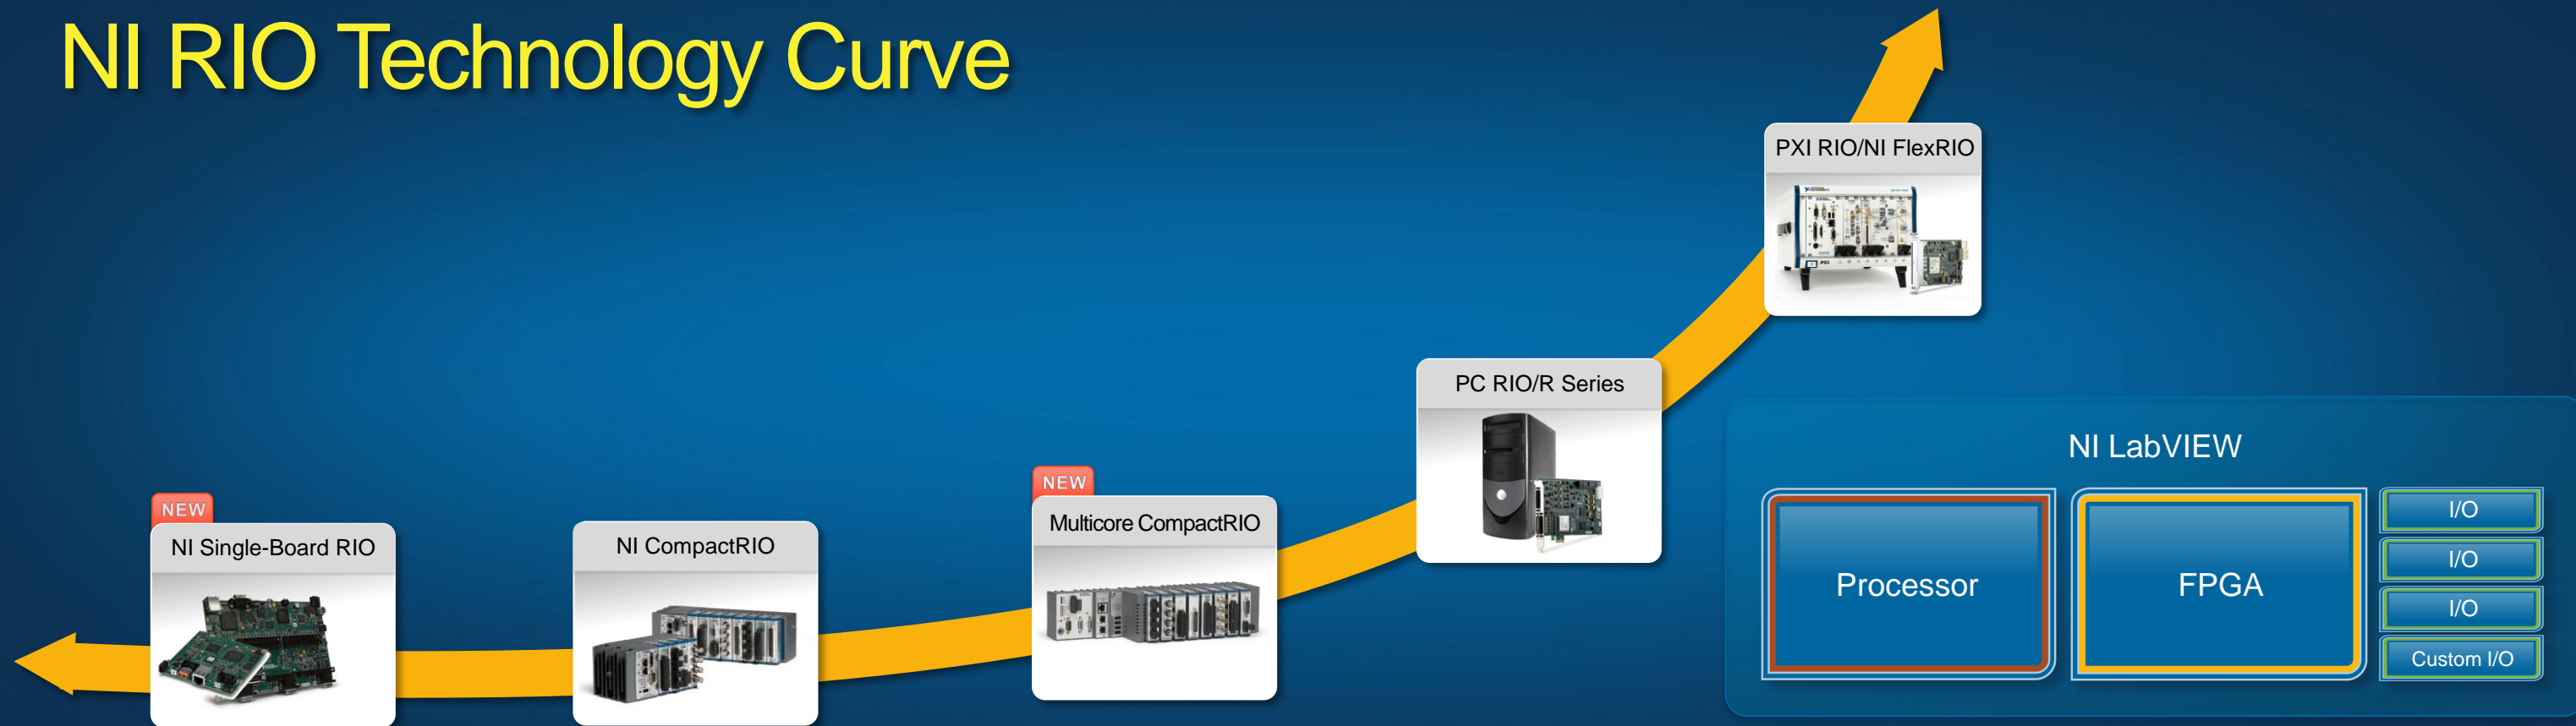 NI RIO Technology Curve
PXI RIO/NI FlexRIO
PC RIO/R Series
NEW
Multicore CompactRIO
NEW
NI Single-Board RIO
NI CompactRIO
NI LabVIEW
Processor
FPGA
I/O
I/O
I/O
Custom I/O